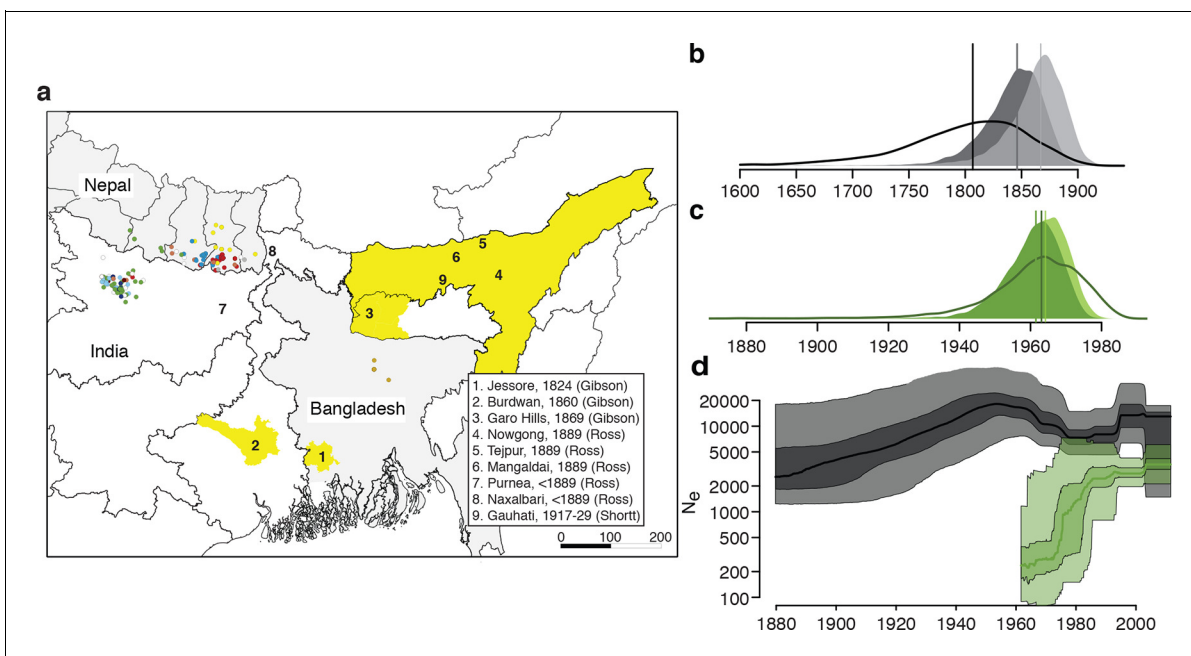 a
Nepal
India
Bangladesh
8
5
6
4
9
7
3
2
1
1. Jessore, 1824 (Gibson)
2. Burdwan, 1860 (Gibson)
3. Garo Hills, 1869 (Gibson)
4. Nowgong, 1889 (Ross)
5. Tejpur, 1889 (Ross)
6. Mangaldai, 1889 (Ross)
7. Purnea, <1889 (Ross)
8. Naxalbari, <1889 (Ross)
9. Gauhati, 1917-29 (Shortt)
0 100 200
b
1600 1650 1700 1750 1800 1850 1900
c
1880 1900 1920 1940 1960 1980
d
Ne
20000
10000
5000
2000
1000
500
200
100
1880 1900 1920 1940 1960 1980 2000